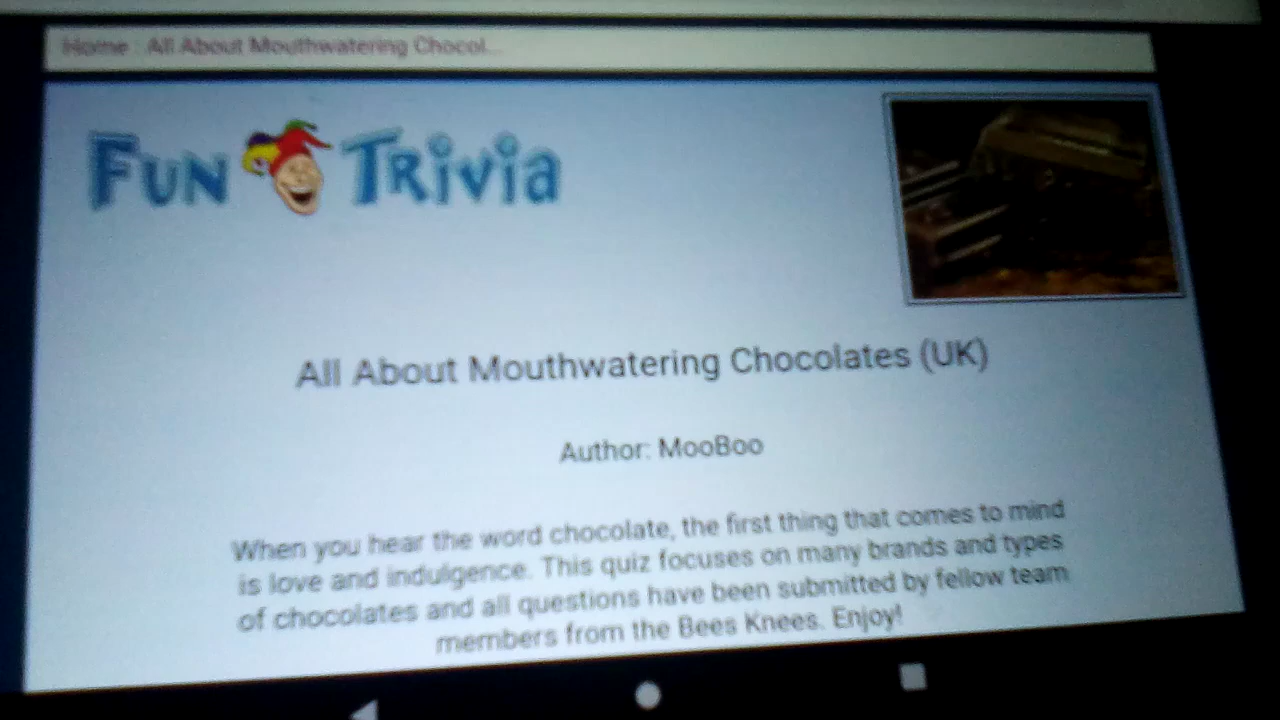 Home : All About Mouthwatering Chocol...
Fun Trivia
All About Mouthwatering Chocolates (UK)
Author: MooBoo
When you hear the word chocolate, the first thing that comes to mind
is love and indulgence. This quiz focuses on many brands and types
of chocolates and all questions have been submitted by fellow team
members from the Bees Knees. Enjoy!